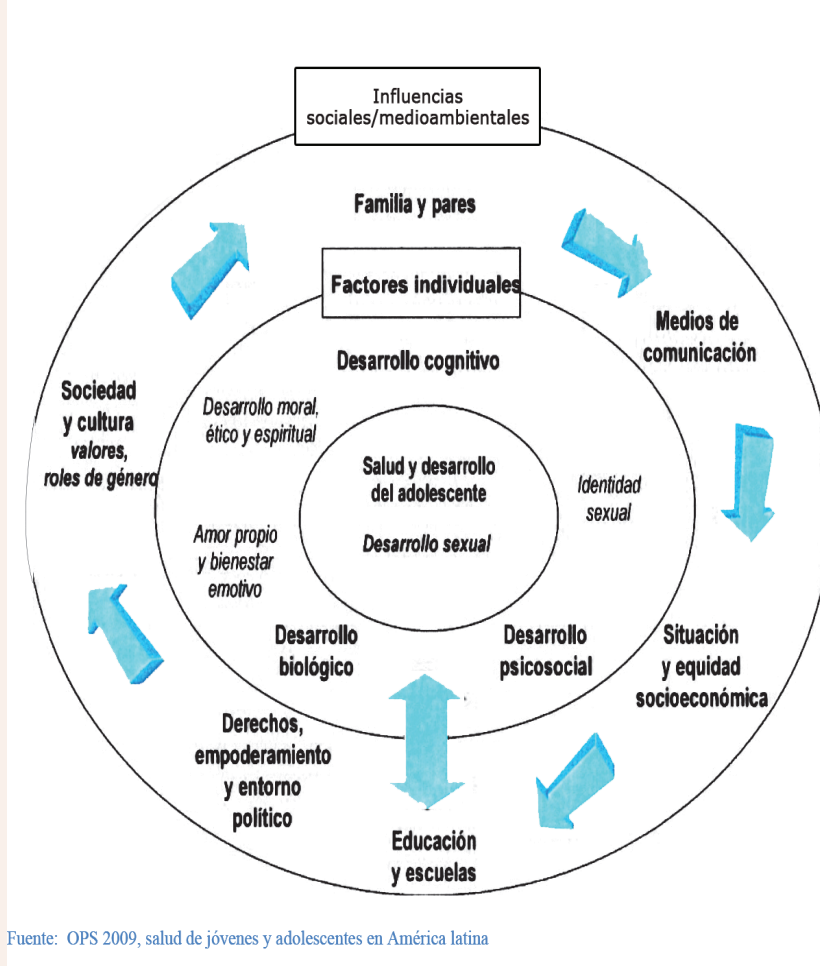 Influencias
sociales/medioambientales
Familia y pares
Factores individuales
Medios de
comunicación
Desarrollo cognitivo
Sociedad
y cultura
valores,
roles de género
Desarrollo moral,
ético y espiritual
Salud y desarrollo
del adolescente
Desarrollo sexual
Identidad
sexual
Amor propio
y bienestar
emotivo
Desarrollo
biológico
Desarrollo
psicosocial
Situación
y equidad
socioeconómica
Derechos,
empoderamiento
y entorno
político
Educación
y escuelas
Fuente: OPS 2009, salud de jóvenes y adolescentes en América latina